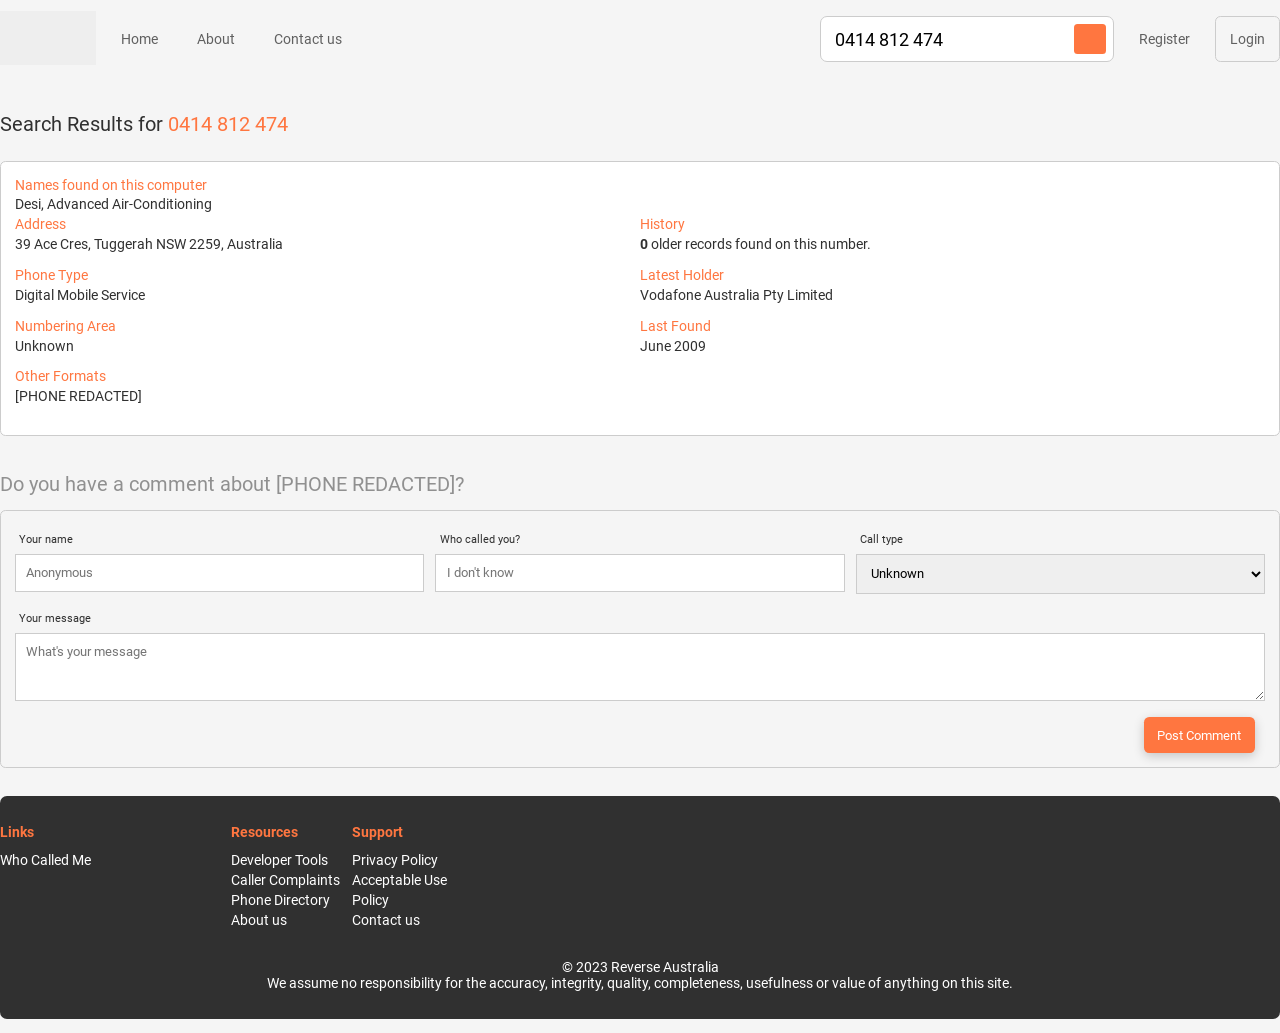 Home About Contact us 0414 812 474 Register Login
Search Results for 0414 812 474
Names found on this computer
Desi, Advanced Air-Conditioning
Address
39 Ace Cres, Tuggerah NSW 2259, Australia
History
0 older records found on this number.
Phone Type
Digital Mobile Service
Latest Holder
Vodafone Australia Pty Limited
Numbering Area
Unknown
Last Found
June 2009
Other Formats
[PHONE REDACTED]
Do you have a comment about [PHONE REDACTED]?
Your name
Anonymous
Who called you?
I don't know
Call type
Unknown
Your message
What's your message
Post Comment
Links
Who Called Me
Resources
Developer Tools
Caller Complaints
Phone Directory
About us
Support
Privacy Policy
Acceptable Use
Policy
Contact us
© 2023 Reverse Australia
We assume no responsibility for the accuracy, integrity, quality, completeness, usefulness or value of anything on this site.